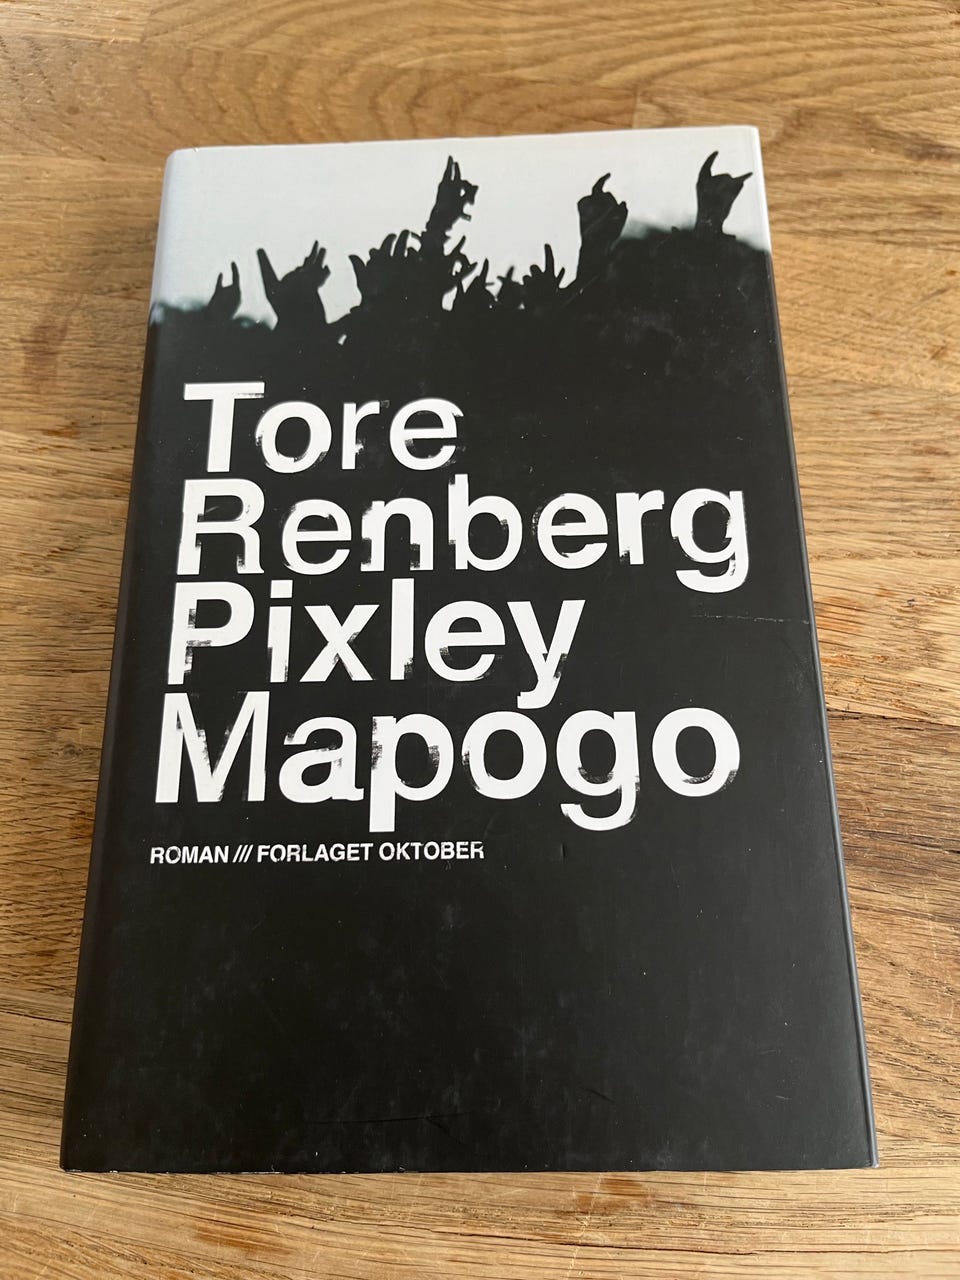 Tore
Renberg
Pixley
Mapogo
ROMAN /// FORLAGET OKTOBER